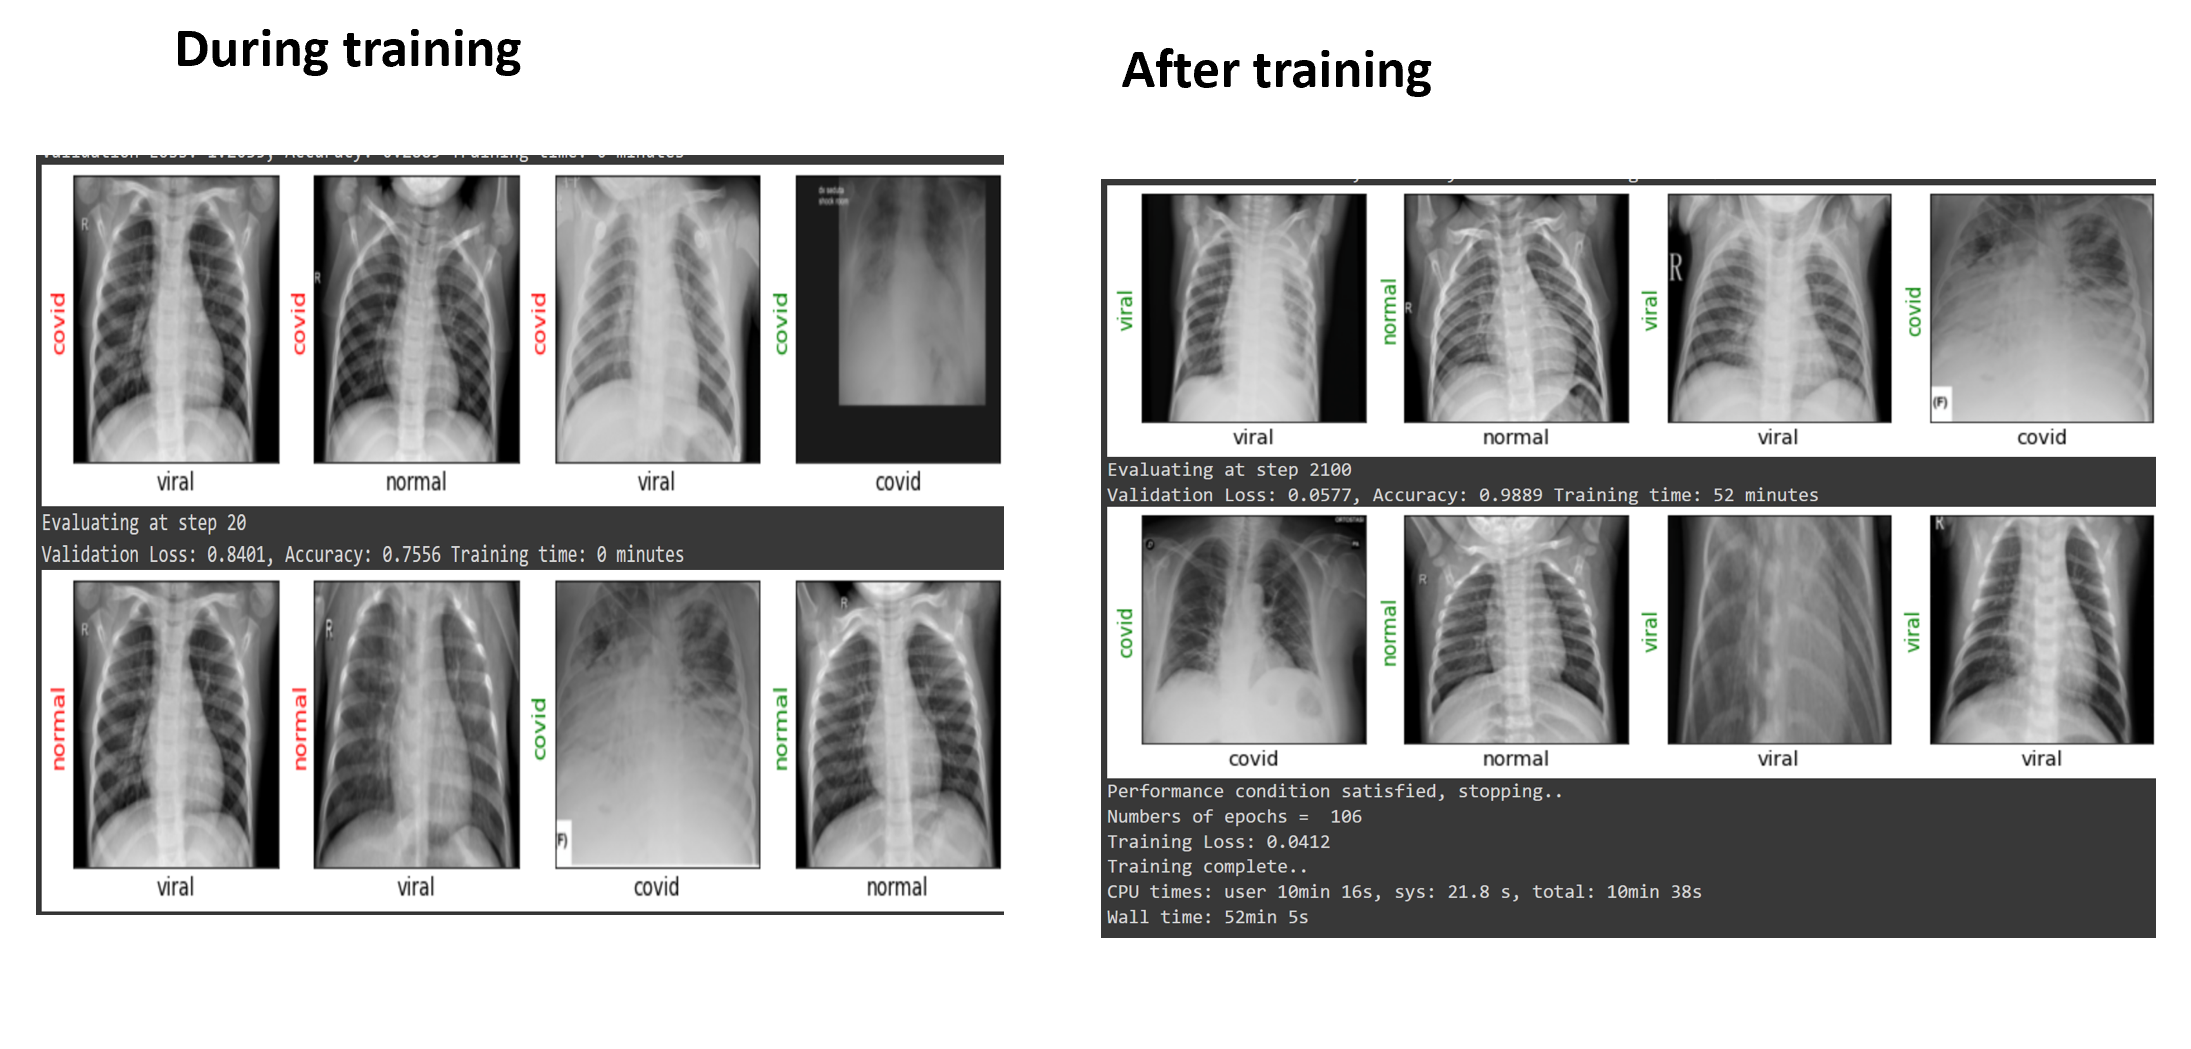 During training
After training
covid
covid
covid
covid
viral
normal
viral
covid
Evaluating at step 20
Validation Loss: 0.8401, Accuracy: 0.7556 Training time: 0 minutes
normal
normal
covid
normal
R
R
R
R
R
(F)
viral
viral
covid
normal
viral
normal
viral
covid
R
R
(F)
viral
normal
viral
covid
Evaluating at step 2100
Validation Loss: 0.0577, Accuracy: 0.9889 Training time: 52 minutes
covid
normal
viral
viral
R
R
covid
normal
viral
viral
Performance condition satisfied, stopping..
Numbers of epochs = 106
Training Loss: 0.0412
Training complete..
CPU times: user 10min 16s, sys: 21.8 s, total: 10min 38s
Wall time: 52min 5s